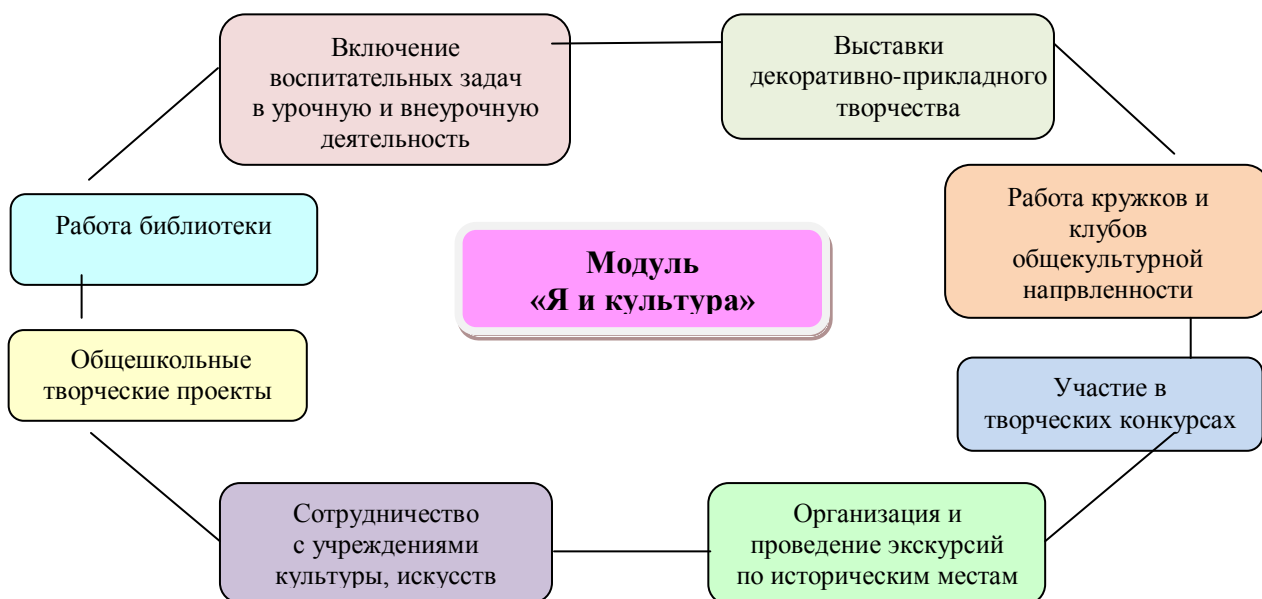 Включение
воспитательных задач
в урочную и внеурочную
деятельность
Выставки
декоративно-прикладного
творчества
Работа библиотеки
Работа кружков и
клубов
общекультурной
напрвленности
Модуль
«Я и культура»
Общешкольные
творческие проекты
Участие в
творческих конкурсах
Сотрудничество
с учреждениями
культуры, искусств
Организация и
проведение экскурсий
по историческим местам